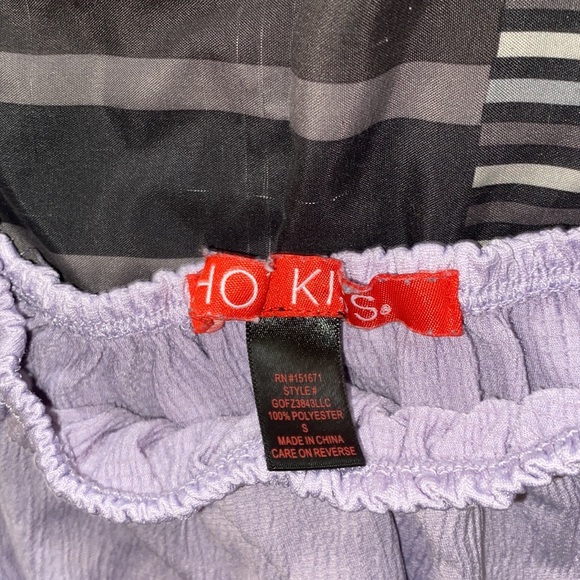 HO KI S®
RN #151671
STYLE #
GOFZ3843LLC
100% POLYESTER
S
MADE IN CHINA
CARE ON REVERSE